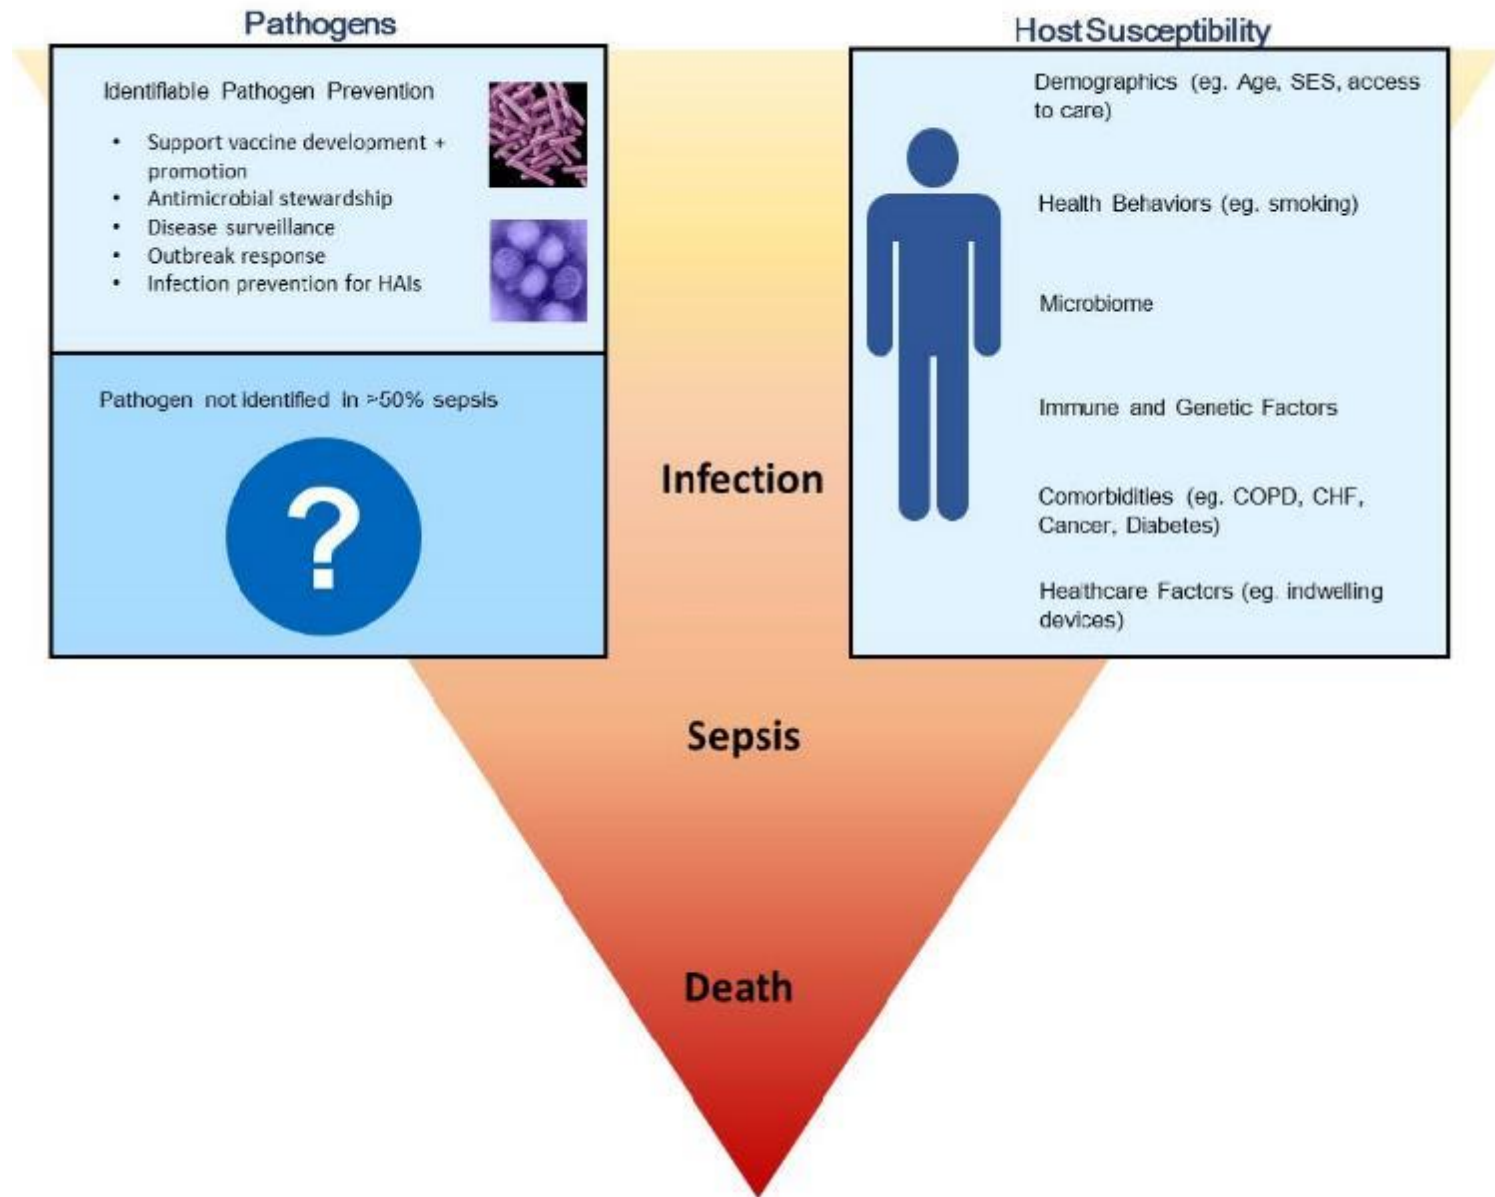 Pathogens
Identifiable Pathogen Prevention
• Support vaccine development +
promotion
• Antimicrobial stewardship
• Disease surveillance
• Outbreak response
• Infection prevention for HAIs
Pathogen not identified in >50% sepsis
?
Host Susceptibility
Demographics (eg. Age, SES, access
to care)
Health Behaviors (eg. smoking)
Microbiome
Immune and Genetic Factors
Comorbidities (eg. COPD, CHF,
Cancer, Diabetes)
Healthcare Factors (eg. indwelling
devices)
Infection
Sepsis
Death